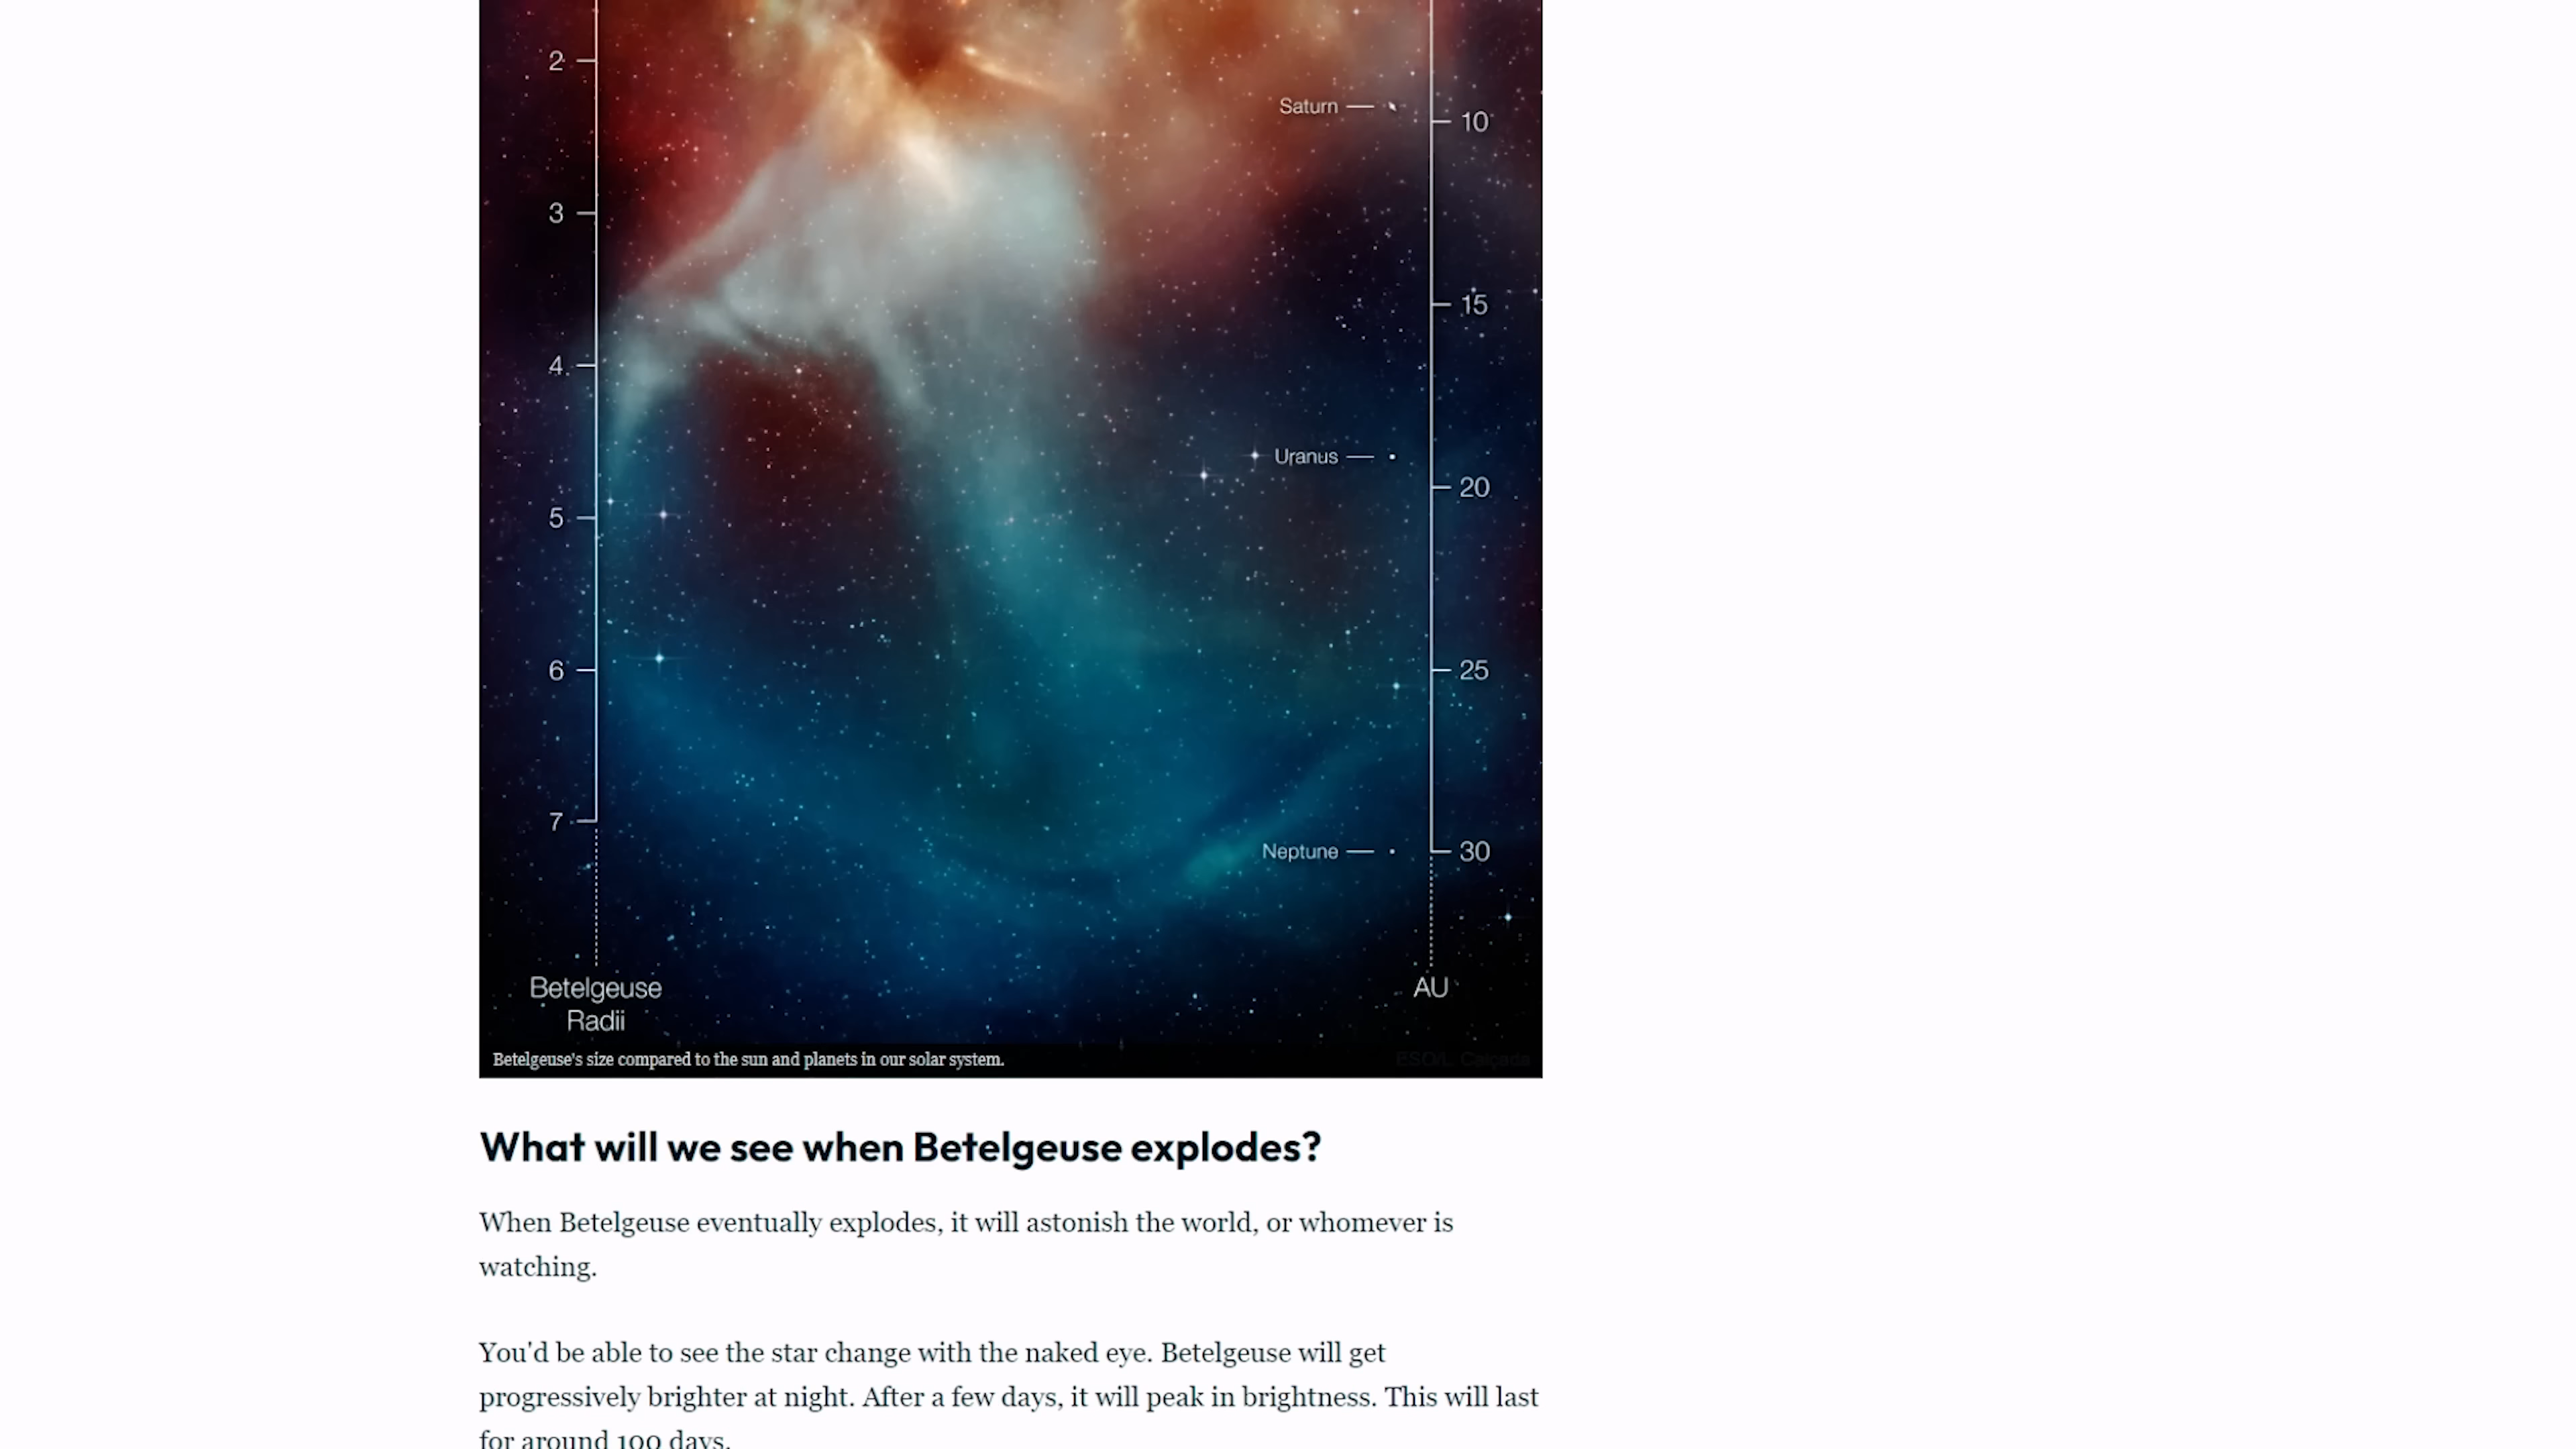 2
Saturn
10
3
15
4
Uranus
20
5
6
25
7
Neptune
30
Betelgeuse
Radii
AU
Betelgeuse's size compared to the sun and planets in our solar system.
ESO/L. Calçada
What will we see when Betelgeuse explodes?
When Betelgeuse eventually explodes, it will astonish the world, or whomever is
watching.
You'd be able to see the star change with the naked eye. Betelgeuse will get
progressively brighter at night. After a few days, it will peak in brightness. This will last
for around 100 days.